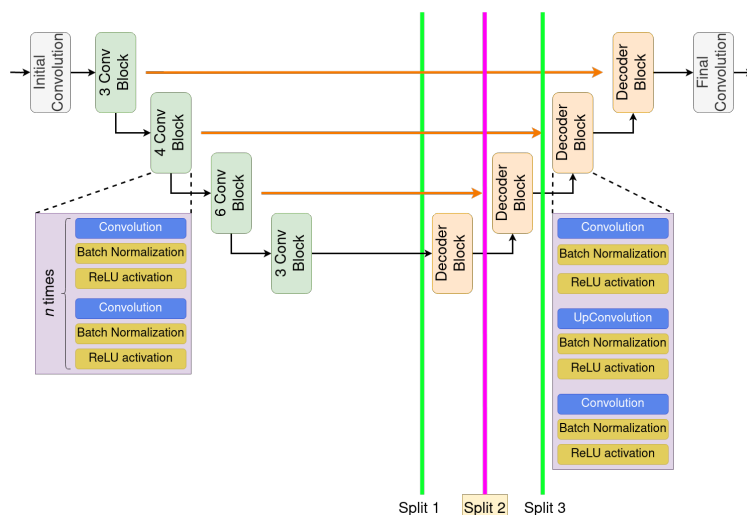 Initial
Convolution
3 Conv
Block
4 Conv
Block
6 Conv
Block
3 Conv
Block
Decoder
Block
Decoder
Block
Decoder
Block
Decoder
Block
Final
Convolution
n times
Convolution
Batch Normalization
ReLU activation
Convolution
Batch Normalization
ReLU activation
Convolution
Batch Normalization
ReLU activation
UpConvolution
Batch Normalization
ReLU activation
Convolution
Batch Normalization
ReLU activation
Split 1
Split 2
Split 3